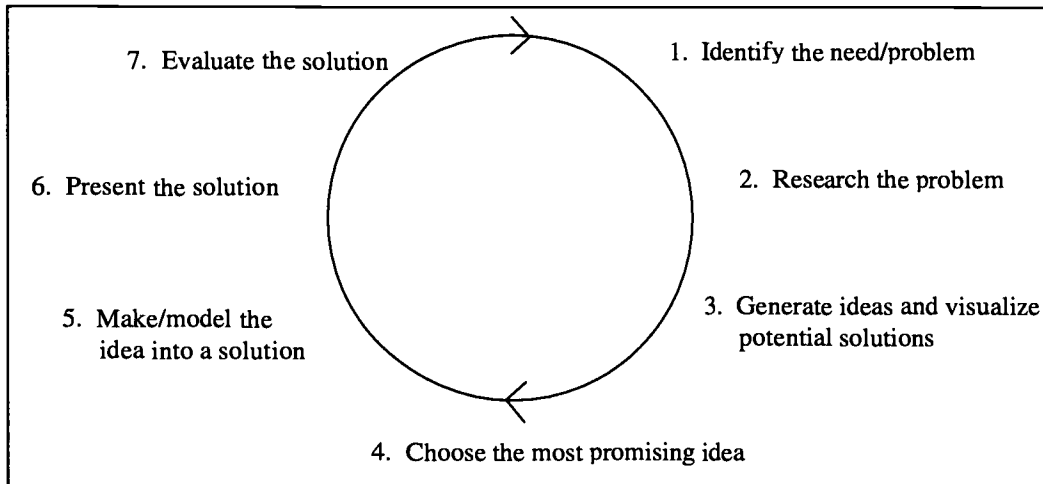 1. Identify the need/problem
2. Research the problem
3. Generate ideas and visualize
potential solutions
4. Choose the most promising idea
5. Make/model the
idea into a solution
6. Present the solution
7. Evaluate the solution